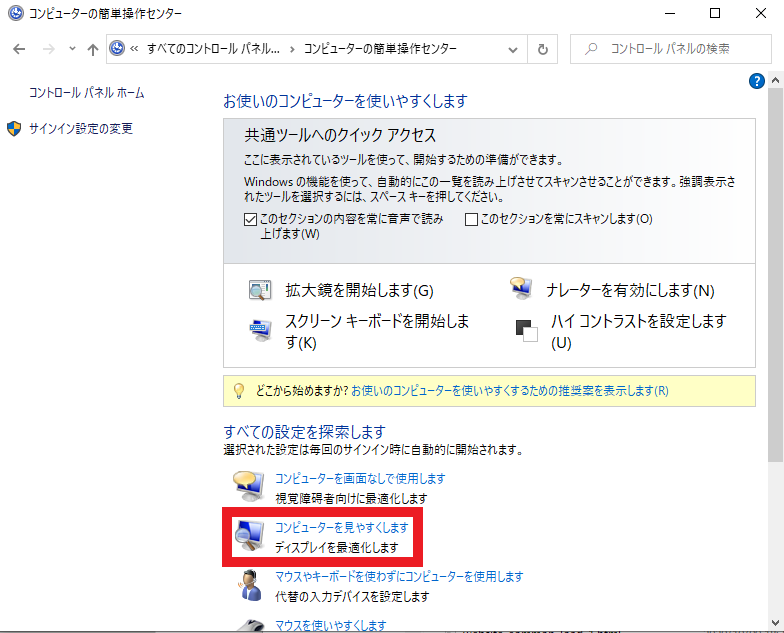 コンピューターの簡単操作センター
すべてのコントロール パネル... コンピューターの簡単操作センター
コントロール パネルの検索
コントロール パネル ホーム
サインイン設定の変更
お使いのコンピューターを使いやすくします
共通ツールへのクイック アクセス
ここに表示されているツールを使って、開始するための準備ができます。
Windows の機能を使って、自動的にこの一覧を読み上げさせてスキャンさせることができます。強調表示さ
れたツールを選択するには、スペース キーを押してください。
このセクションの内容を常に音声で読み
上げます(W)
このセクションを常にスキャンします(O)
拡大鏡を開始します(G)
ナレーターを有効にします(N)
スクリーン キーボードを開始しま
す(K)
ハイ コントラストを設定します
(U)
どこから始めますか? お使いのコンピューターを使いやすくするための推奨案を表示します(R)
すべての設定を探索します
選択された設定は毎回のサインイン時に自動的に開始されます。
コンピューターを画面なしで使用します
視覚障碍者向けに最適化します
コンピューターを見やすくします
ディスプレイを最適化します
マウスやキーボードを使わずにコンピューターを使用します
代替の入力デバイスを設定します
マウスを使いやすくします